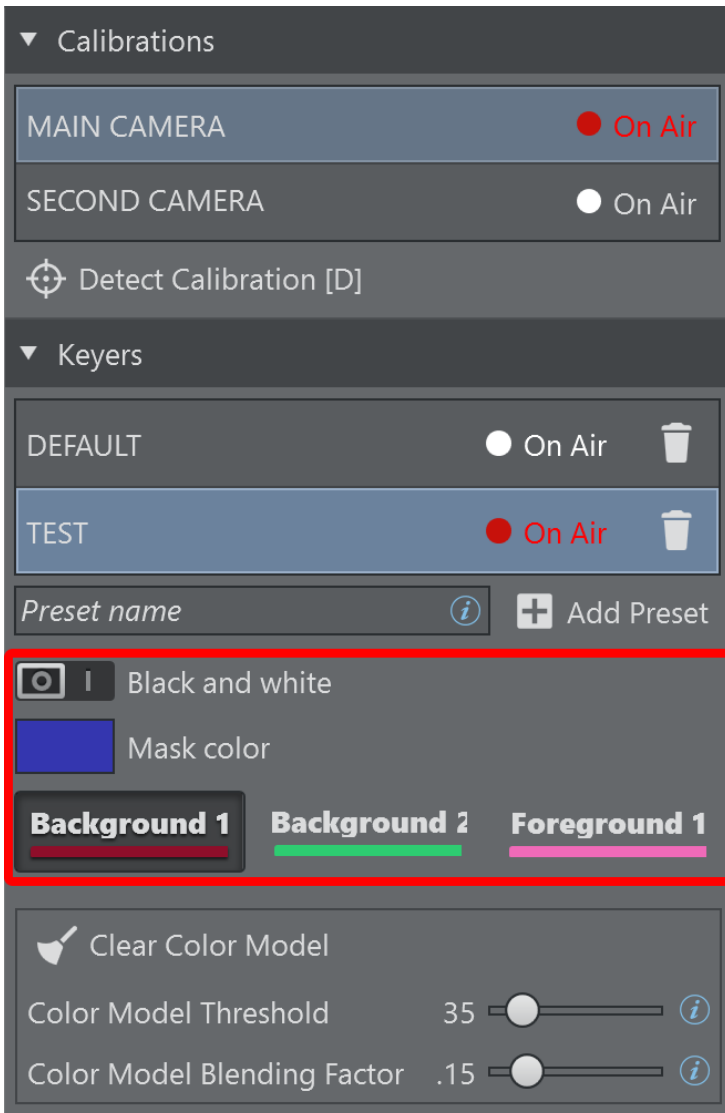 Calibrations
MAIN CAMERA On Air
SECOND CAMERA On Air
Detect Calibration [D]
Keyers
DEFAULT On Air
TEST On Air
Preset name i Add Preset
Black and white
Mask color
Background 1 Background 2 Foreground 1
Clear Color Model
Color Model Threshold 35 i
Color Model Blending Factor .15 i